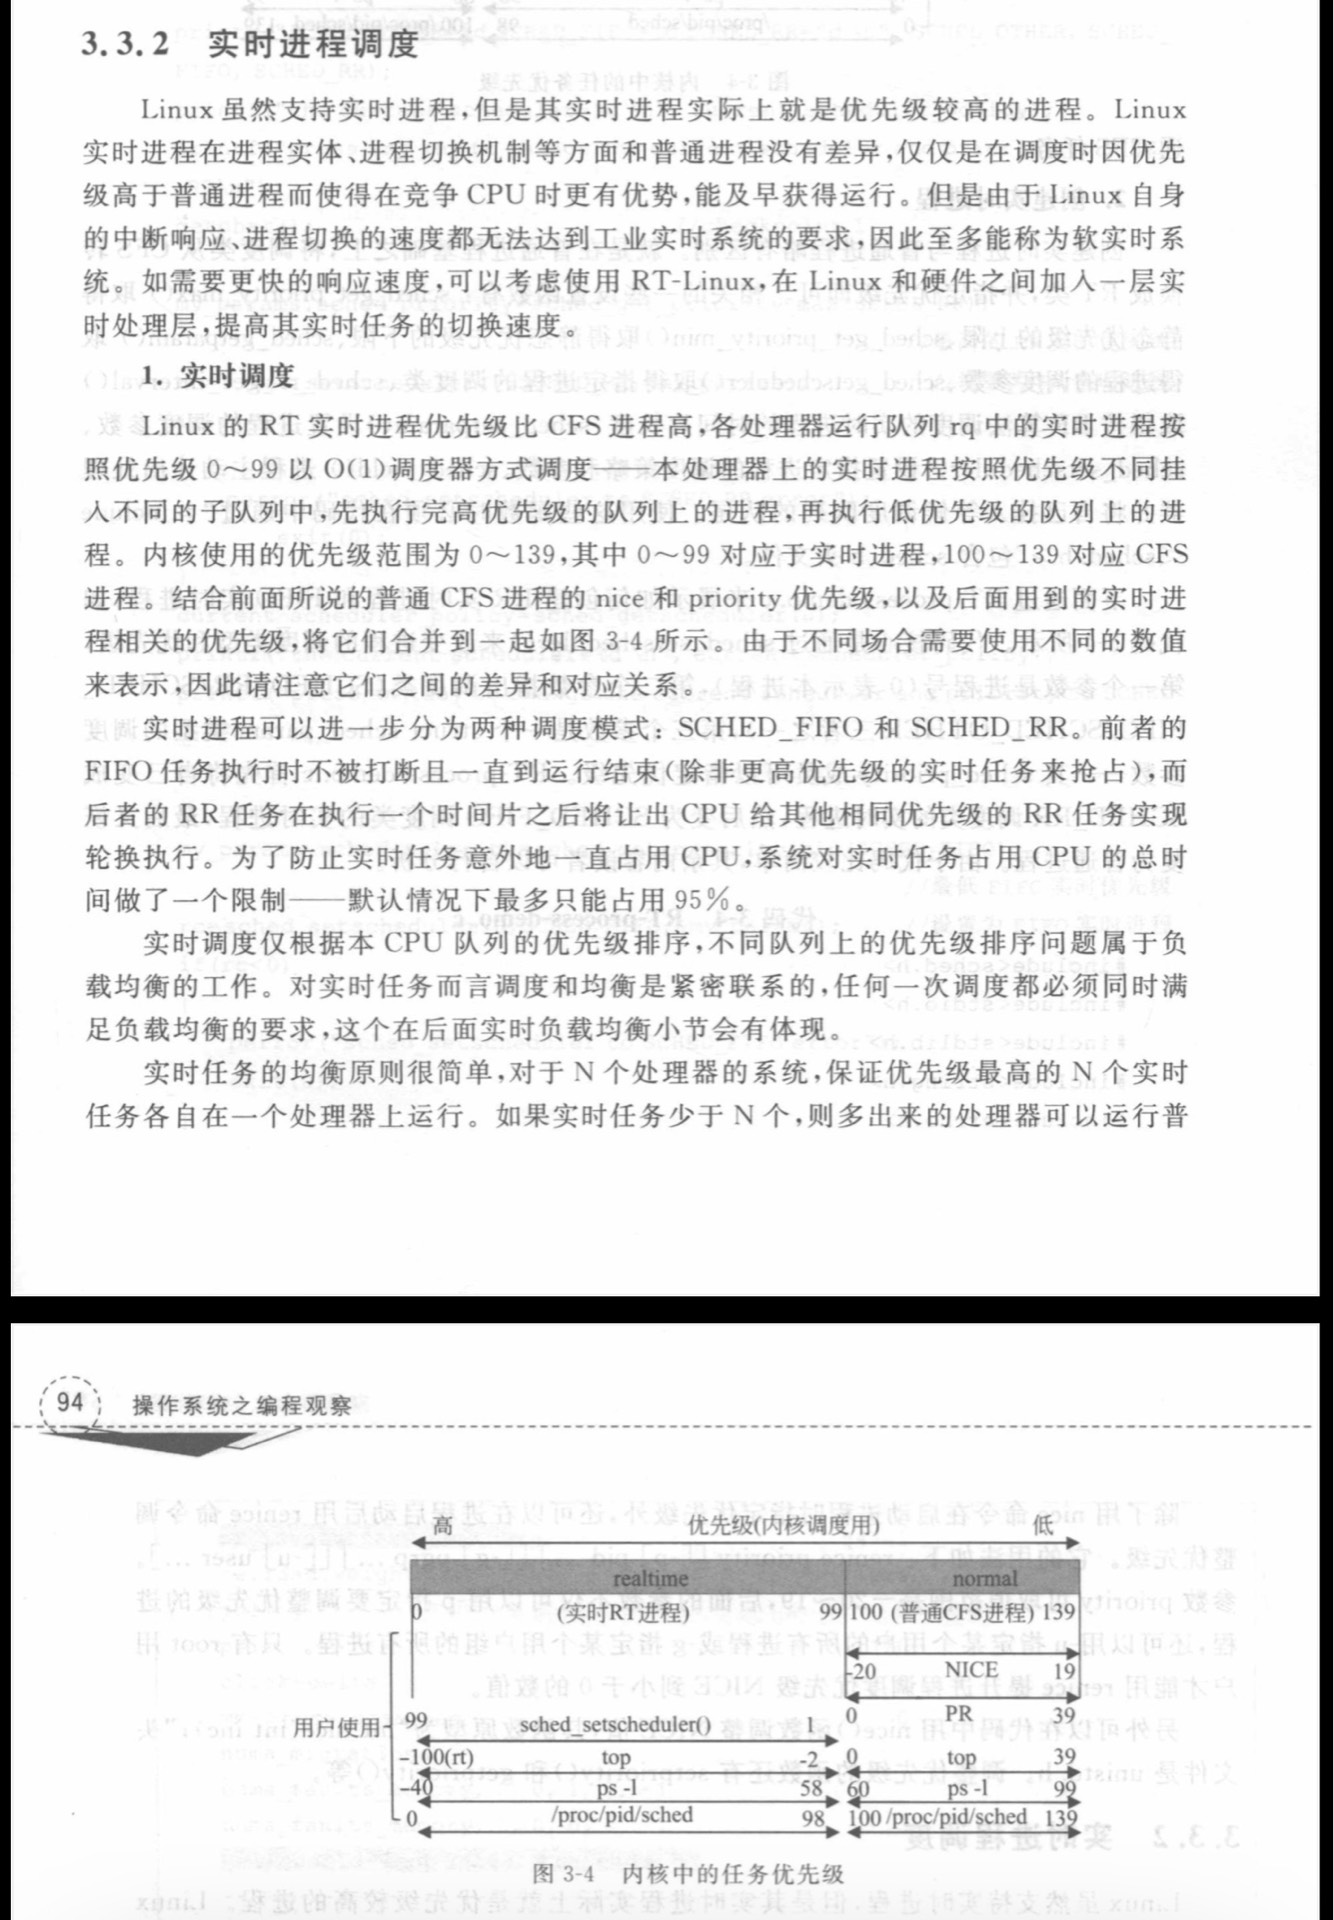 3.3.2 实时进程调度
Linux 虽然支持实时进程,但是其实时进程实际上就是优先级较高的进程。Linux
实时进程在进程实体、进程切换机制等方面和普通进程没有差异,仅仅是在调度时因优先
级高于普通进程而使得在竞争 CPU 时更有优势,能及早获得运行。但是由于 Linux 自身
的中断响应、进程切换的速度都无法达到工业实时系统的要求,因此至多能称为软实时系
统。如需要更快的响应速度,可以考虑使用 RT-Linux,在 Linux 和硬件之间加入一层实
时处理层,提高其实时任务的切换速度。
1. 实时调度
Linux 的 RT 实时进程优先级比 CFS 进程高,各处理器运行队列 rq 中的实时进程按
照优先级 0～99 以 O(1)调度器方式调度——本处理器上的实时进程按照优先级不同挂
入不同的子队列中,先执行完高优先级的队列上的进程,再执行低优先级的队列上的进
程。内核使用的优先级范围为 0～139,其中 0～99 对应于实时进程,100～139 对应 CFS
进程。结合前面所说的普通 CFS 进程的 nice 和 priority 优先级,以及后面用到的实时进
程相关的优先级,将它们合并到一起如图 3-4 所示。由于不同场合需要使用不同的数值
来表示,因此请注意它们之间的差异和对应关系。
实时进程可以进一步分为两种调度模式：SCHED_FIFO 和 SCHED_RR。前者的
FIFO 任务执行时不被打断且一直到运行结束(除非更高优先级的实时任务来抢占),而
后者的 RR 任务在执行一个时间片之后将让出 CPU 给其他相同优先级的 RR 任务实现
轮换执行。为了防止实时任务意外地一直占用 CPU,系统对实时任务占用 CPU 的总时
间做了一个限制——默认情况下最多只能占用 95%。
实时调度仅根据本 CPU 队列的优先级排序,不同队列上的优先级排序问题属于负
载均衡的工作。对实时任务而言调度和均衡是紧密联系的,任何一次调度都必须同时满
足负载均衡的要求,这个在后面实时负载均衡小节会有体现。
实时任务的均衡原则很简单,对于 N 个处理器的系统,保证优先级最高的 N 个实时
任务各自在一个处理器上运行。如果实时任务少于 N 个,则多出来的处理器可以运行普
94 操作系统之编程观察
高 优先级(内核调度用) 低
realtime normal
0 (实时RT进程) 99 100 (普通CFS进程) 139
-20 NICE 19
0 PR 39
用户使用
99 sched_setscheduler() 1
-100(rt) top -2 0 top 39
-40 ps -l 58 60 ps -l 99
0 /proc/pid/sched 98 100 /proc/pid/sched 139
图 3-4 内核中的任务优先级